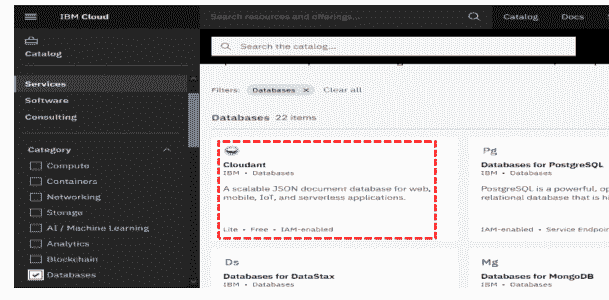 IBM Cloud
Search resources and offerings...
Catalog
Docs
Catalog
Search the catalog...
Services
Software
Consulting
Filters: Databases × Clear all
Databases 22 items
Category
Compute
Containers
Networking
Storage
AI / Machine Learning
Analytics
Blockchain
Databases
Cloudant
IBM • Databases
A scalable JSON document database for web,
mobile, IoT, and serverless applications.
Lite • Free • IAM-enabled
Pg
Databases for PostgreSQL
IBM • Databases
PostgreSQL is a powerful, op
relational database that is hi
IAM-enabled • Service Endpoin
Ds
Databases for DataStax
IBM • Databases
Mg
Databases for MongoDB
IBM • Databases